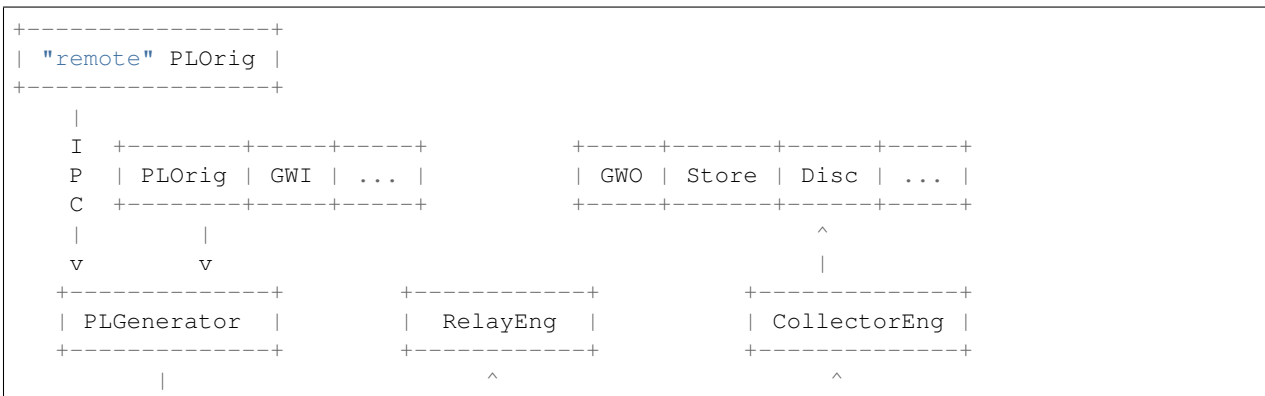 +-----------------+
| "remote" PLOrig |
+-----------------+
    |
    I  +--------+-----+-----+          +-----+-------+------+-----+
    P  | PLOrig | GWI | ... |          | GWO | Store | Disc | ... |
    C  +--------+-----+-----+          +-----+-------+------+-----+
    |        |                                          ^
    v        v                                          |
   +--------------+        +------------+          +--------------+
   | PLGenerator  |        |  RelayEng  |          | CollectorEng |
   +--------------+        +------------+          +--------------+
          |                      ^                       ^